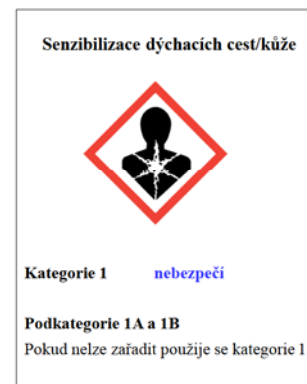 Senzibilizace dýchacích cest/kůže
Kategorie 1 nebezpečí
Podkategorie 1A a 1B
Pokud nelze zařadit použije se kategorie 1